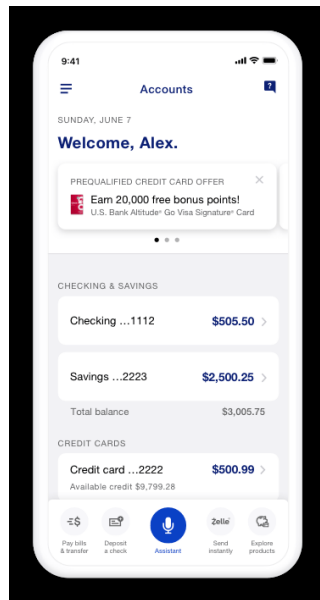 9:41
Accounts
?
SUNDAY, JUNE 7
Welcome, Alex.
PREQUALIFIED CREDIT CARD OFFER
Earn 20,000 free bonus points!
U.S. Bank Altitude® Go Visa Signature® Card
CHECKING & SAVINGS
Checking ...1112 $505.50
Savings ...2223 $2,500.25
Total balance $3,005.75
CREDIT CARDS
Credit card ...2222 $500.99
Available credit $9,799.28
Zelle
Pay bills & transfer
Deposit a check
Assistant
Send instantly
Explore products